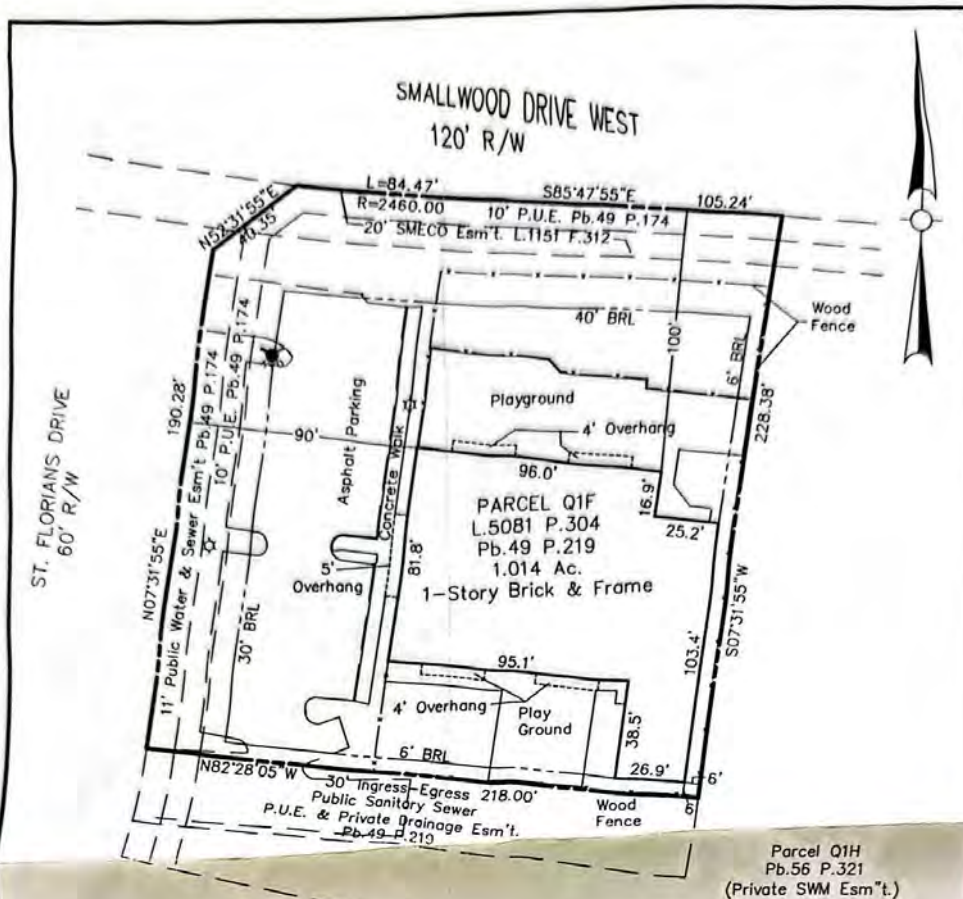 SMALLWOOD DRIVE WEST
120' R/W
L=84.47'
R=2460.00
S85°47'55"E
105.24'
10' P.U.E. Pb.49 P.174
20' SMECO Esm't. L.1151 F.312
N52°31'55"E
40.35
Wood
Fence
40' BRL
100'
6' BRL
228.38'
ST. FLORIANS DRIVE
60' R/W
190.28'
N07°31'55"E
11' Public Water & Sewer Esm't Pb.49 P.174
10' P.U.E. Pb.49 P.174
30' BRL
90'
Asphalt Parking
Concrete Walk
Playground
4' Overhang
96.0'
16.9'
25.2'
PARCEL Q1F
L.5081 P.304
Pb.49 P.219
1.014 Ac.
1-Story Brick & Frame
5'
Overhang
81.8'
S07°31'55"W
103.4'
95.1'
4' Overhang
Play
Ground
38.5'
26.9'
6'
6'
6' BRL
N82°28'05"W
218.00'
30' Ingress-Egress
Public Sanitary Sewer
P.U.E. & Private Drainage Esm't.
Pb.49 P.219
Wood
Fence
Parcel Q1H
Pb.56 P.321
(Private SWM Esm"t.)